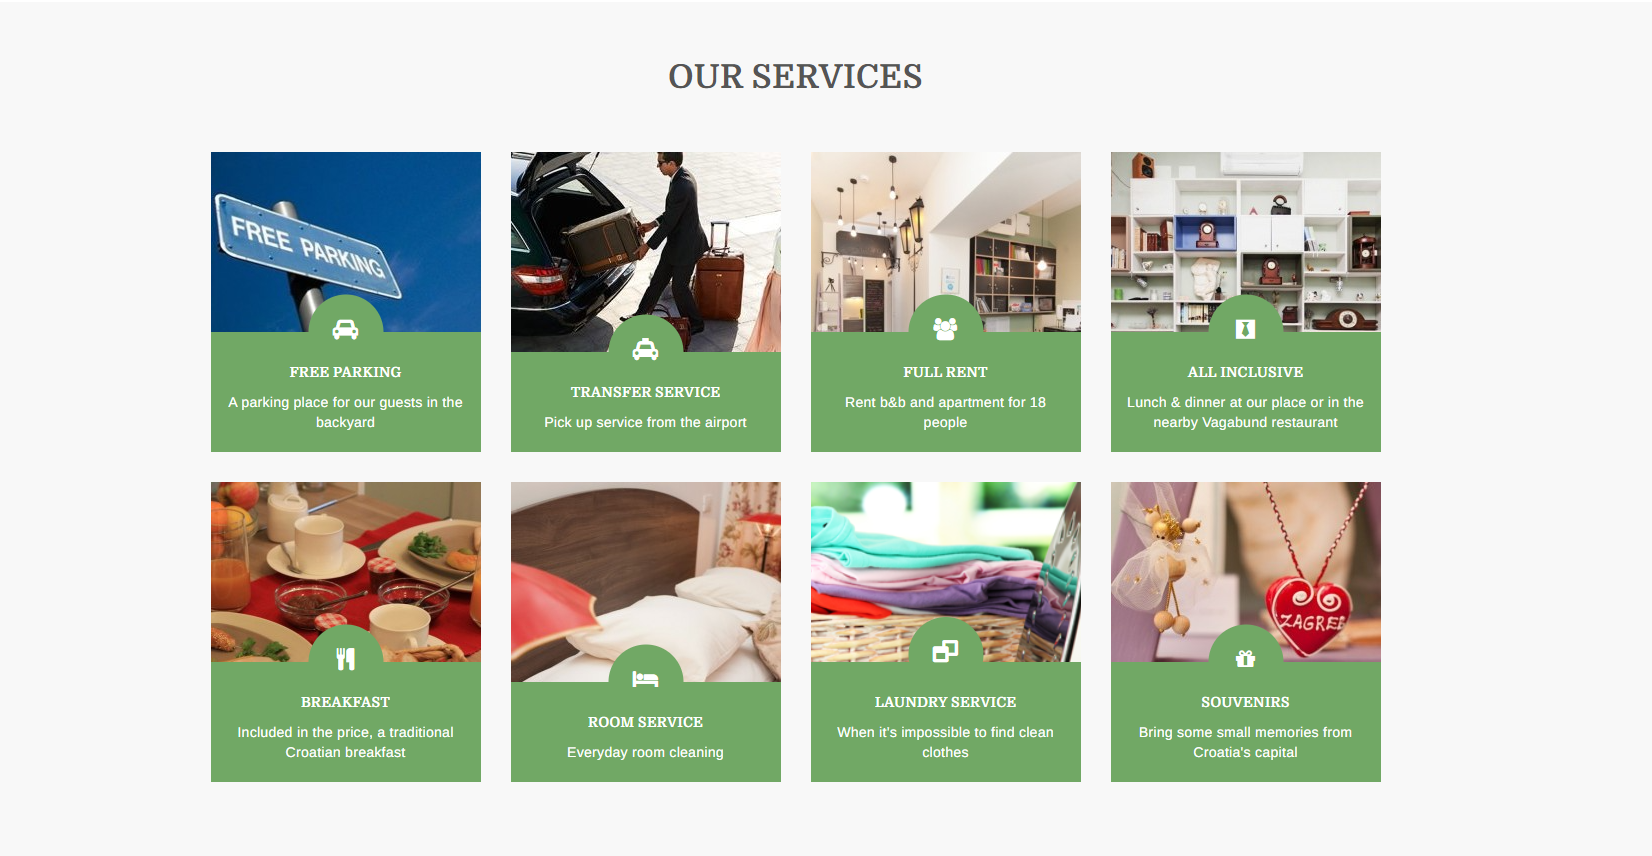 OUR SERVICES
FREE PARKING
FREE PARKING
A parking place for our guests in the
backyard
TRANSFER SERVICE
Pick up service from the airport
FULL RENT
Rent b&b and apartment for 18
people
ALL INCLUSIVE
Lunch & dinner at our place or in the
nearby Vagabund restaurant
BREAKFAST
Included in the price, a traditional
Croatian breakfast
ROOM SERVICE
Everyday room cleaning
LAUNDRY SERVICE
When it's impossible to find clean
clothes
ZAGREB
SOUVENIRS
Bring some small memories from
Croatia's capital